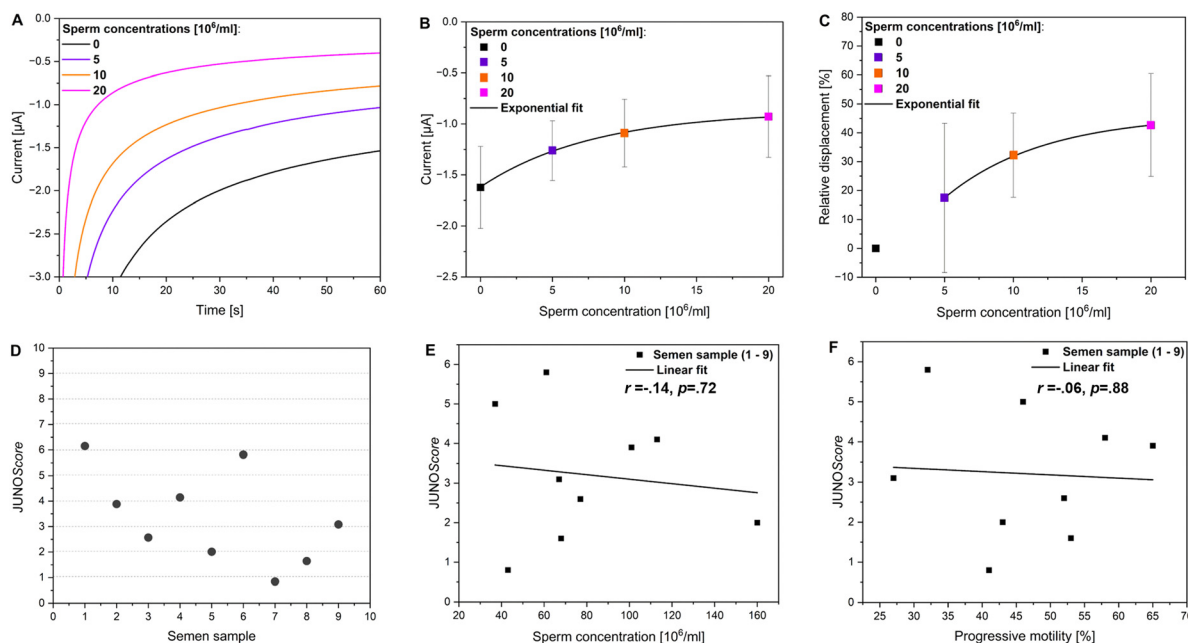 A
Sperm concentrations [10⁶/ml]:
0
5
10
20
Current [µA]
0.0
−0.5
−1.0
−1.5
−2.0
−2.5
−3.0
0 10 20 30 40 50 60
Time [s]
B
Sperm concentrations [10⁶/ml]:
0
5
10
20
Exponential fit
Current [µA]
0.0
−0.5
−1.0
−1.5
−2.0
−2.5
0 5 10 15 20
Sperm concentration [10⁶/ml]
C
Sperm concentrations [10⁶/ml]:
0
5
10
20
Exponential fit
Relative displacement [%]
80
70
60
50
40
30
20
10
0
−10
0 5 10 15 20
Sperm concentration [10⁶/ml]
D
JUNOScore
10
9
8
7
6
5
4
3
2
1
0
0 1 2 3 4 5 6 7 8 9 10
Semen sample
E
Semen sample (1 - 9)
Linear fit
r =-.14, p=.72
JUNOScore
6
5
4
3
2
1
0
20 40 60 80 100 120 140 160
Sperm concentration [10⁶/ml]
F
Semen sample (1 - 9)
Linear fit
r =-.06, p=.88
JUNOScore
6
5
4
3
2
1
0
25 30 35 40 45 50 55 60 65 70
Progressive motility [%]